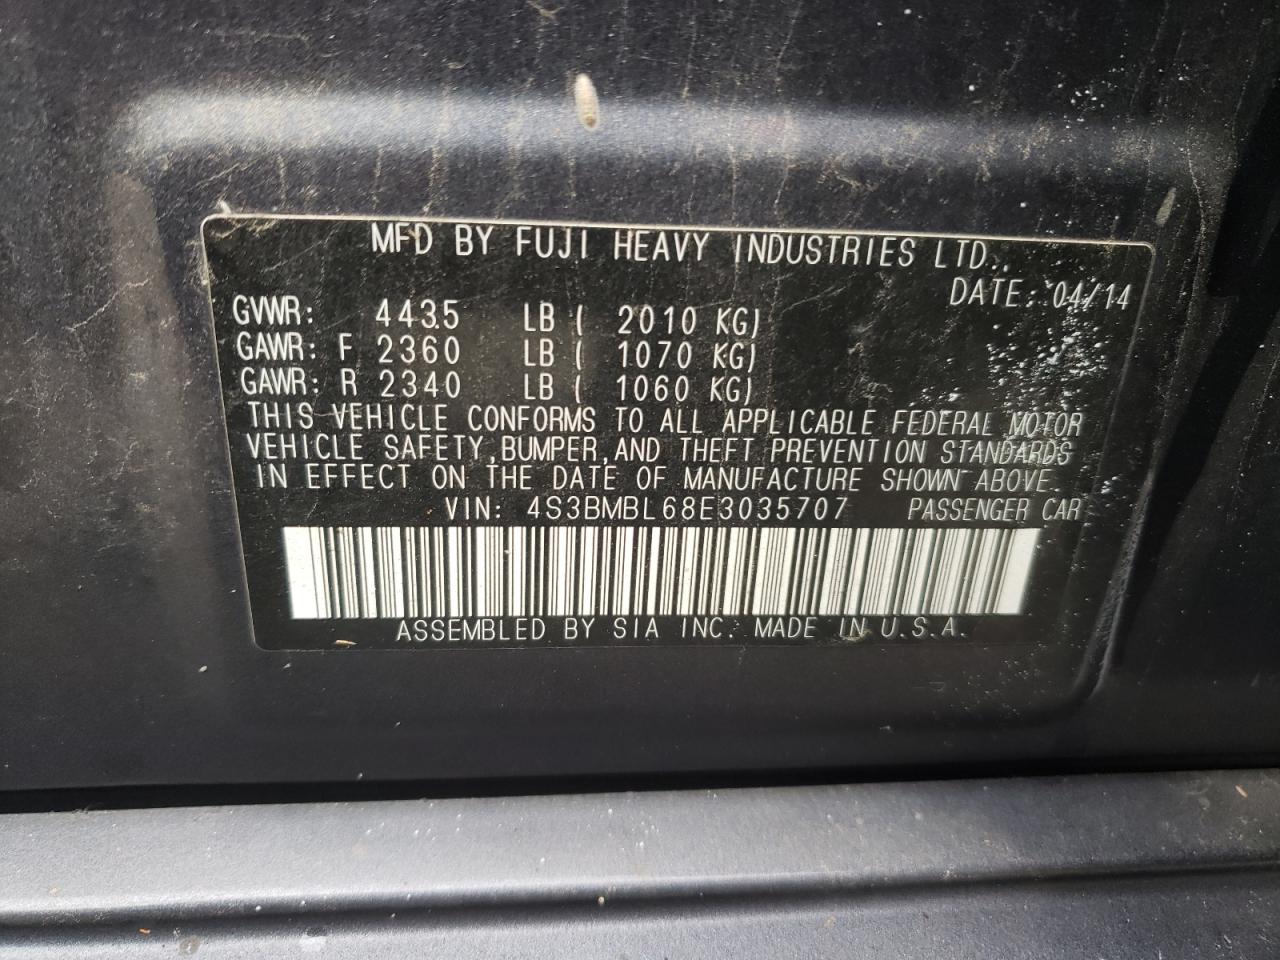 MFD BY FUJI HEAVY INDUSTRIES LTD.,
DATE: 04/14
GVWR: 4435 LB ( 2010 KG)
GAWR: F 2360 LB ( 1070 KG)
GAWR: R 2340 LB ( 1060 KG)
THIS VEHICLE CONFORMS TO ALL APPLICABLE FEDERAL MOTOR
VEHICLE SAFETY,BUMPER,AND THEFT PREVENTION STANDARDS
IN EFFECT ON THE DATE OF MANUFACTURE SHOWN ABOVE.
VIN: 4S3BMBL68E3035707 PASSENGER CAR
ASSEMBLED BY SIA INC. MADE IN U.S.A.